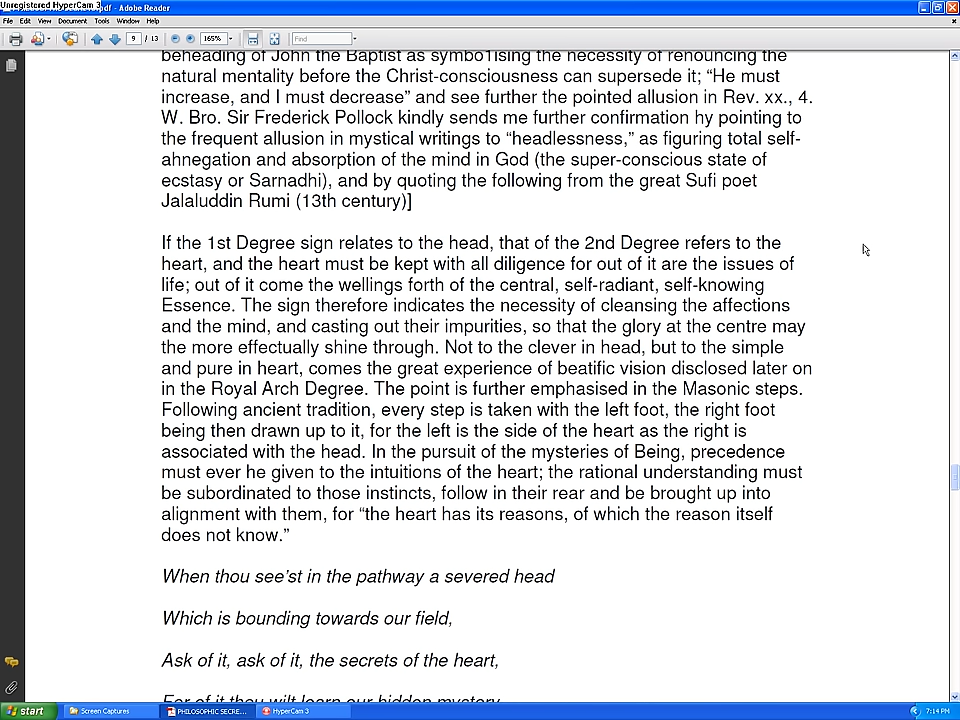 Unregistered HyperCam 3
.pdf - Adobe Reader
File Edit View Document Tools Window Help
9 / 13 165% Find
beheading of John the Baptist as symbo1ising the necessity of renouncing the
natural mentality before the Christ-consciousness can supersede it; “He must
increase, and I must decrease” and see further the pointed allusion in Rev. xx., 4.
W. Bro. Sir Frederick Pollock kindly sends me further confirmation hy pointing to
the frequent allusion in mystical writings to “headlessness,” as figuring total self-
ahnegation and absorption of the mind in God (the super-conscious state of
ecstasy or Sarnadhi), and by quoting the following from the great Sufi poet
Jalaluddin Rumi (13th century)]
If the 1st Degree sign relates to the head, that of the 2nd Degree refers to the
heart, and the heart must be kept with all diligence for out of it are the issues of
life; out of it come the wellings forth of the central, self-radiant, self-knowing
Essence. The sign therefore indicates the necessity of cleansing the affections
and the mind, and casting out their impurities, so that the glory at the centre may
the more effectually shine through. Not to the clever in head, but to the simple
and pure in heart, comes the great experience of beatific vision disclosed later on
in the Royal Arch Degree. The point is further emphasised in the Masonic steps.
Following ancient tradition, every step is taken with the left foot, the right foot
being then drawn up to it, for the left is the side of the heart as the right is
associated with the head. In the pursuit of the mysteries of Being, precedence
must ever he given to the intuitions of the heart; the rational understanding must
be subordinated to those instincts, follow in their rear and be brought up into
alignment with them, for “the heart has its reasons, of which the reason itself
does not know.”
When thou see’st in the pathway a severed head
Which is bounding towards our field,
Ask of it, ask of it, the secrets of the heart,
For of it thou wilt learn our hidden mystery
start Screen Captures PHILOSOPHIC SECRE... HyperCam 3 7:14 PM